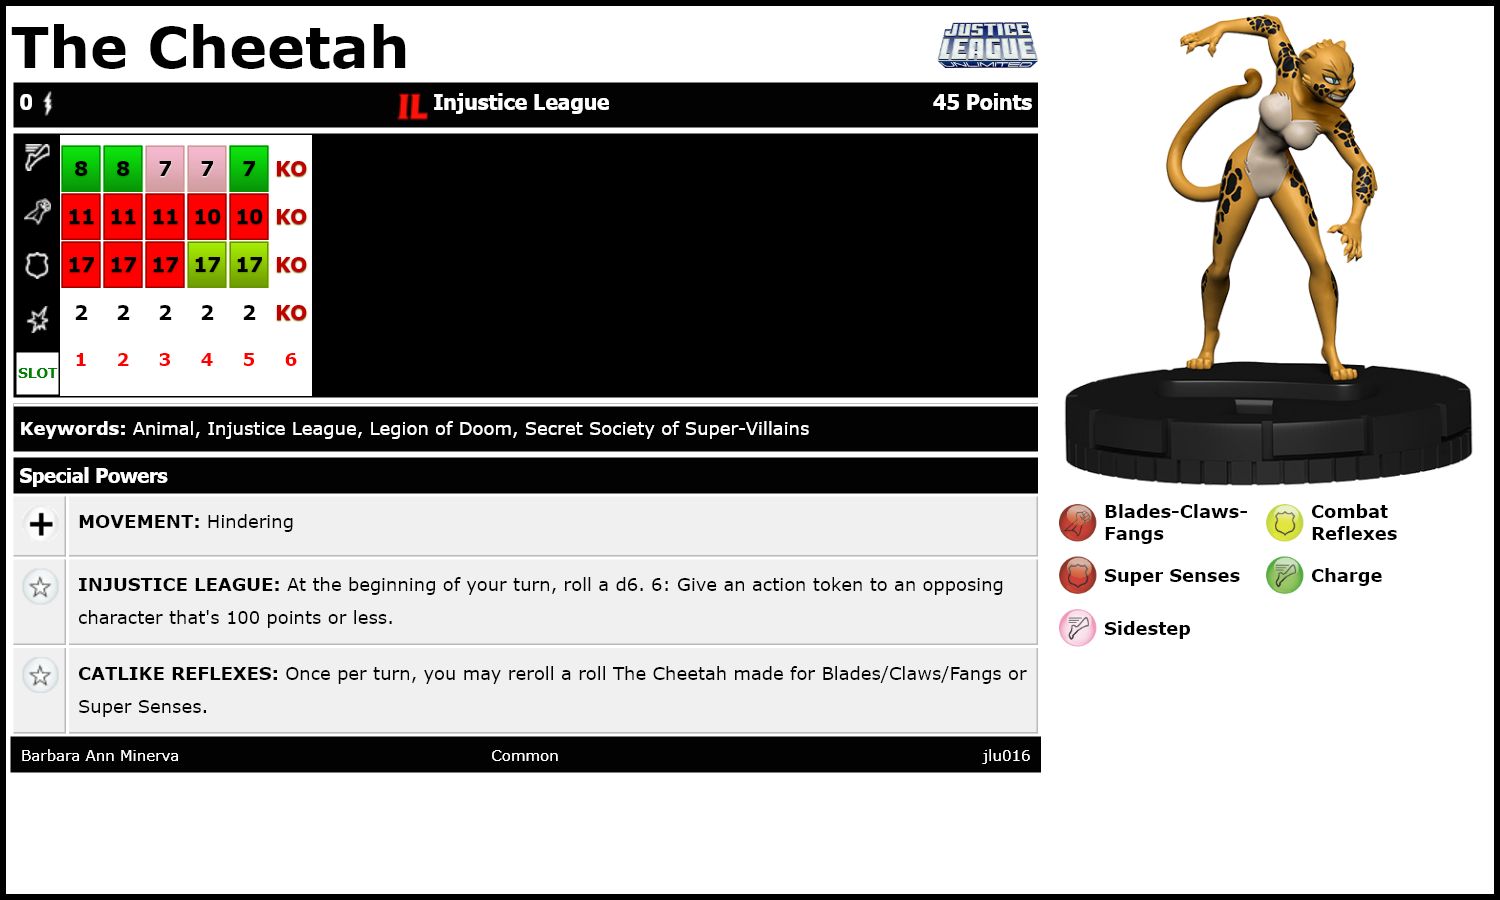 The Cheetah
JUSTICE
LEAGUE
UNLIMITED
0 IL Injustice League 45 Points
8 8 7 7 7 KO
11 11 11 10 10 KO
17 17 17 17 17 KO
2 2 2 2 2 KO
SLOT 1 2 3 4 5 6
Keywords: Animal, Injustice League, Legion of Doom, Secret Society of Super-Villains
Special Powers
MOVEMENT: Hindering
INJUSTICE LEAGUE: At the beginning of your turn, roll a d6. 6: Give an action token to an opposing
character that's 100 points or less.
CATLIKE REFLEXES: Once per turn, you may reroll a roll The Cheetah made for Blades/Claws/Fangs or
Super Senses.
Barbara Ann Minerva Common jlu016
Blades-Claws-
Fangs
Combat
Reflexes
Super Senses
Charge
Sidestep